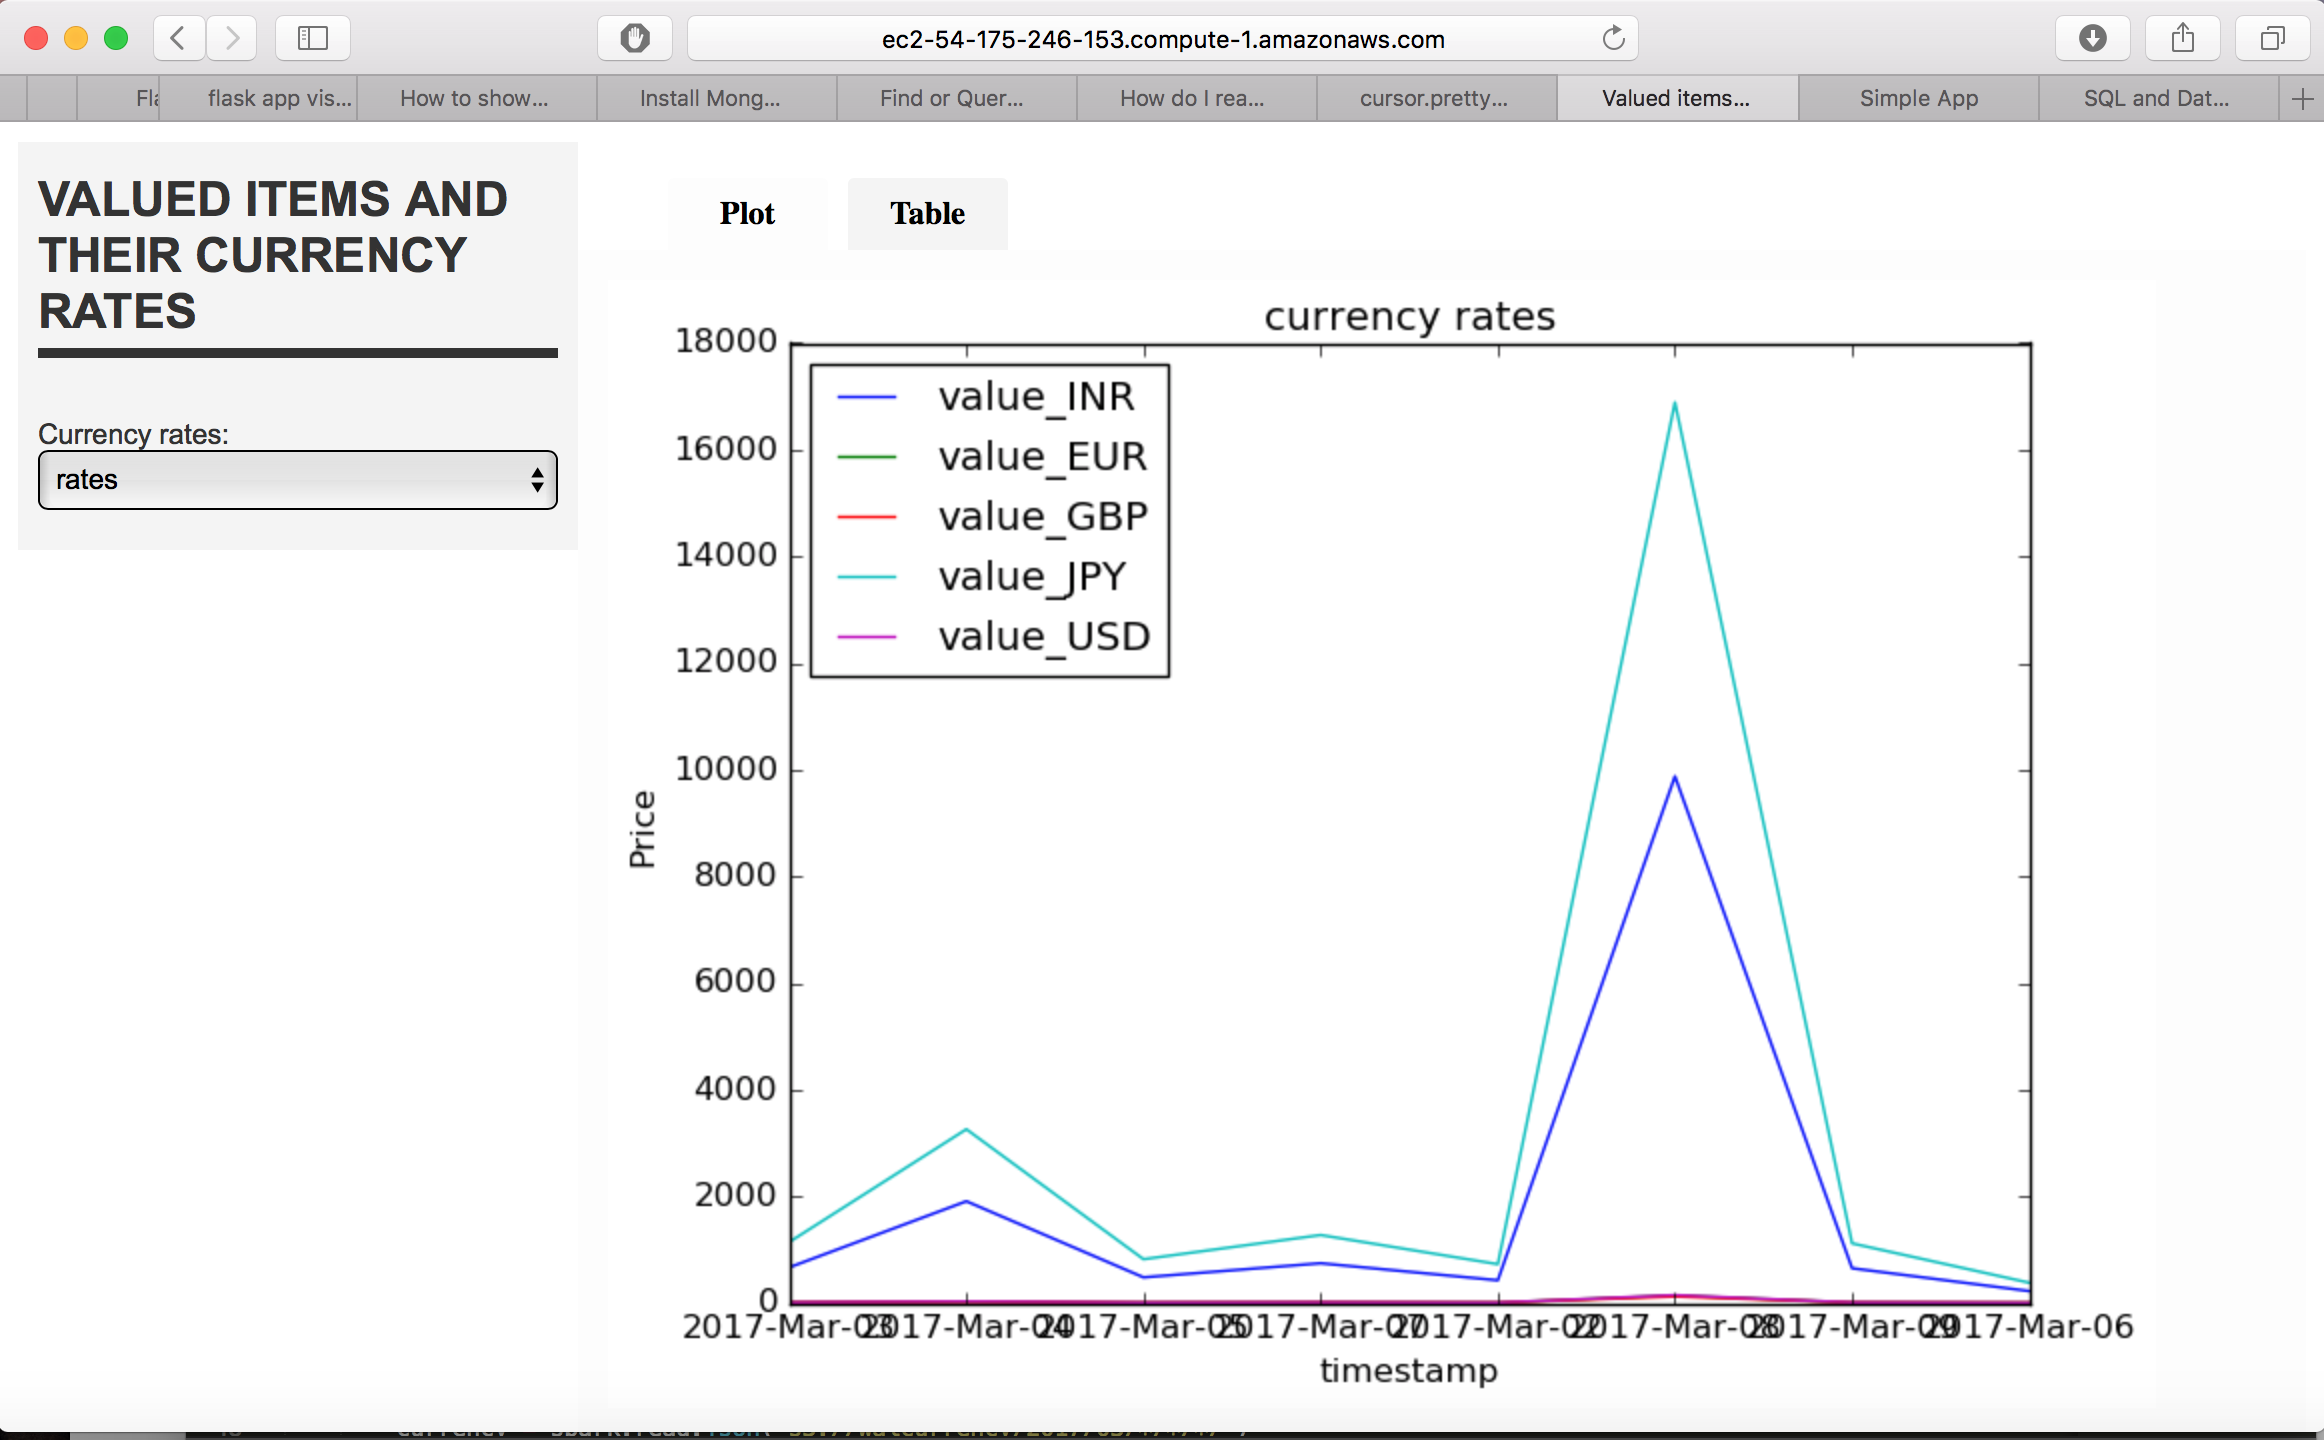 ec2-54-175-246-153.compute-1.amazonaws.com
Fla
flask app vis...
How to show...
Install Mong...
Find or Quer...
How do I rea...
cursor.pretty...
Valued items...
Simple App
SQL and Dat...
VALUED ITEMS AND
THEIR CURRENCY
RATES
Currency rates:
rates
Plot
Table
currency rates
18000
16000
14000
12000
10000
8000
6000
4000
2000
0
Price
value_INR
value_EUR
value_GBP
value_JPY
value_USD
2017-Mar-03
2017-Mar-04
2017-Mar-05
2017-Mar-07
2017-Mar-02
2017-Mar-08
2017-Mar-09
2017-Mar-06
timestamp